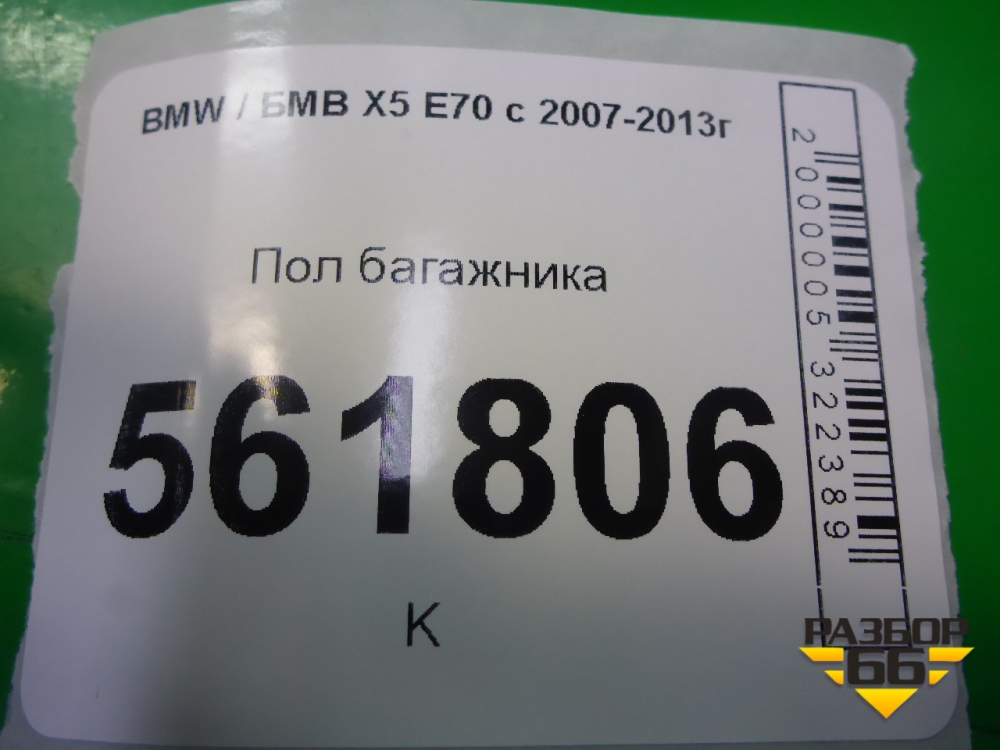 BMW / БМВ X5 E70 с 2007-2013г
Пол багажника
561806
К
2000005322389
РАЗБОР
66